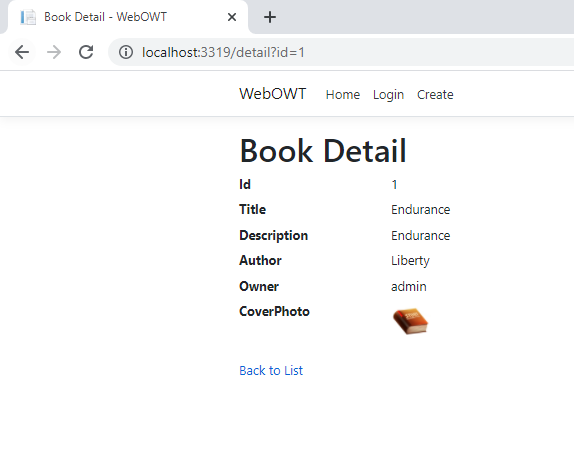 Book Detail - WebOWT
localhost:3319/detail?id=1
WebOWT Home Login Create
Book Detail
Id 1
Title Endurance
Description Endurance
Author Liberty
Owner admin
CoverPhoto
Back to List